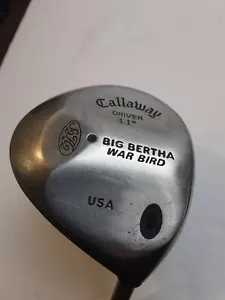 Callaway
DRIVER
11°
BIG BERTHA
WAR BIRD
USA